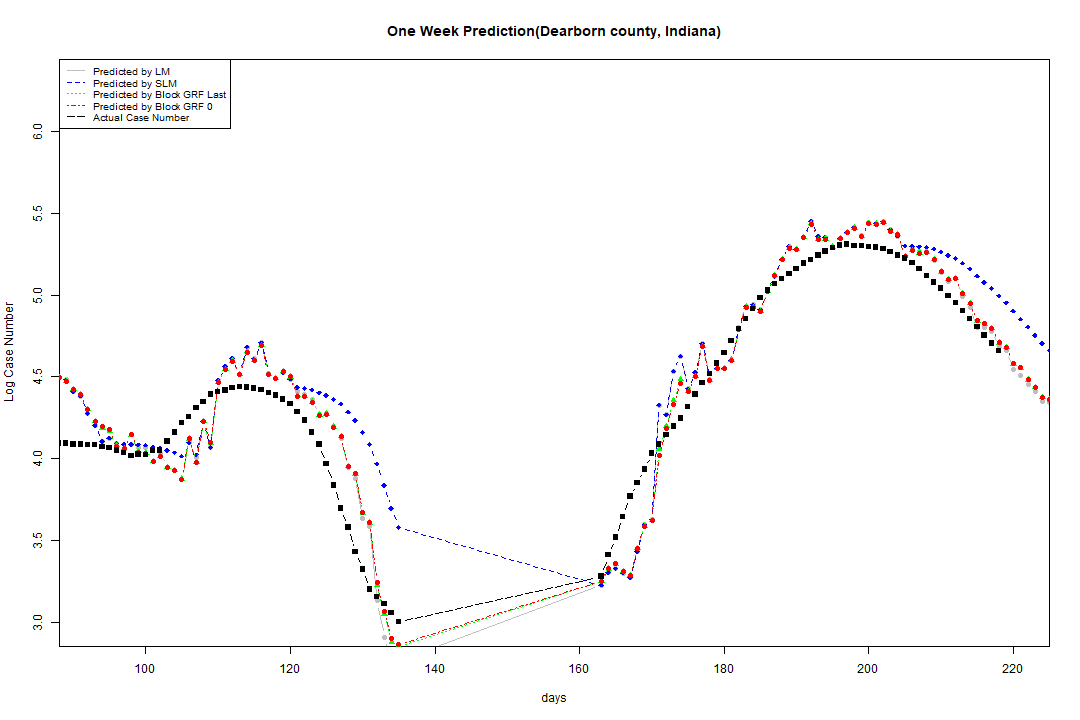 One Week Prediction(Dearborn county, Indiana)
Predicted by LM
Predicted by SLM
Predicted by Block GRF Last
Predicted by Block GRF 0
Actual Case Number
Log Case Number
6.0
5.5
5.0
4.5
4.0
3.5
3.0
100 120 140 160 180 200 220
days